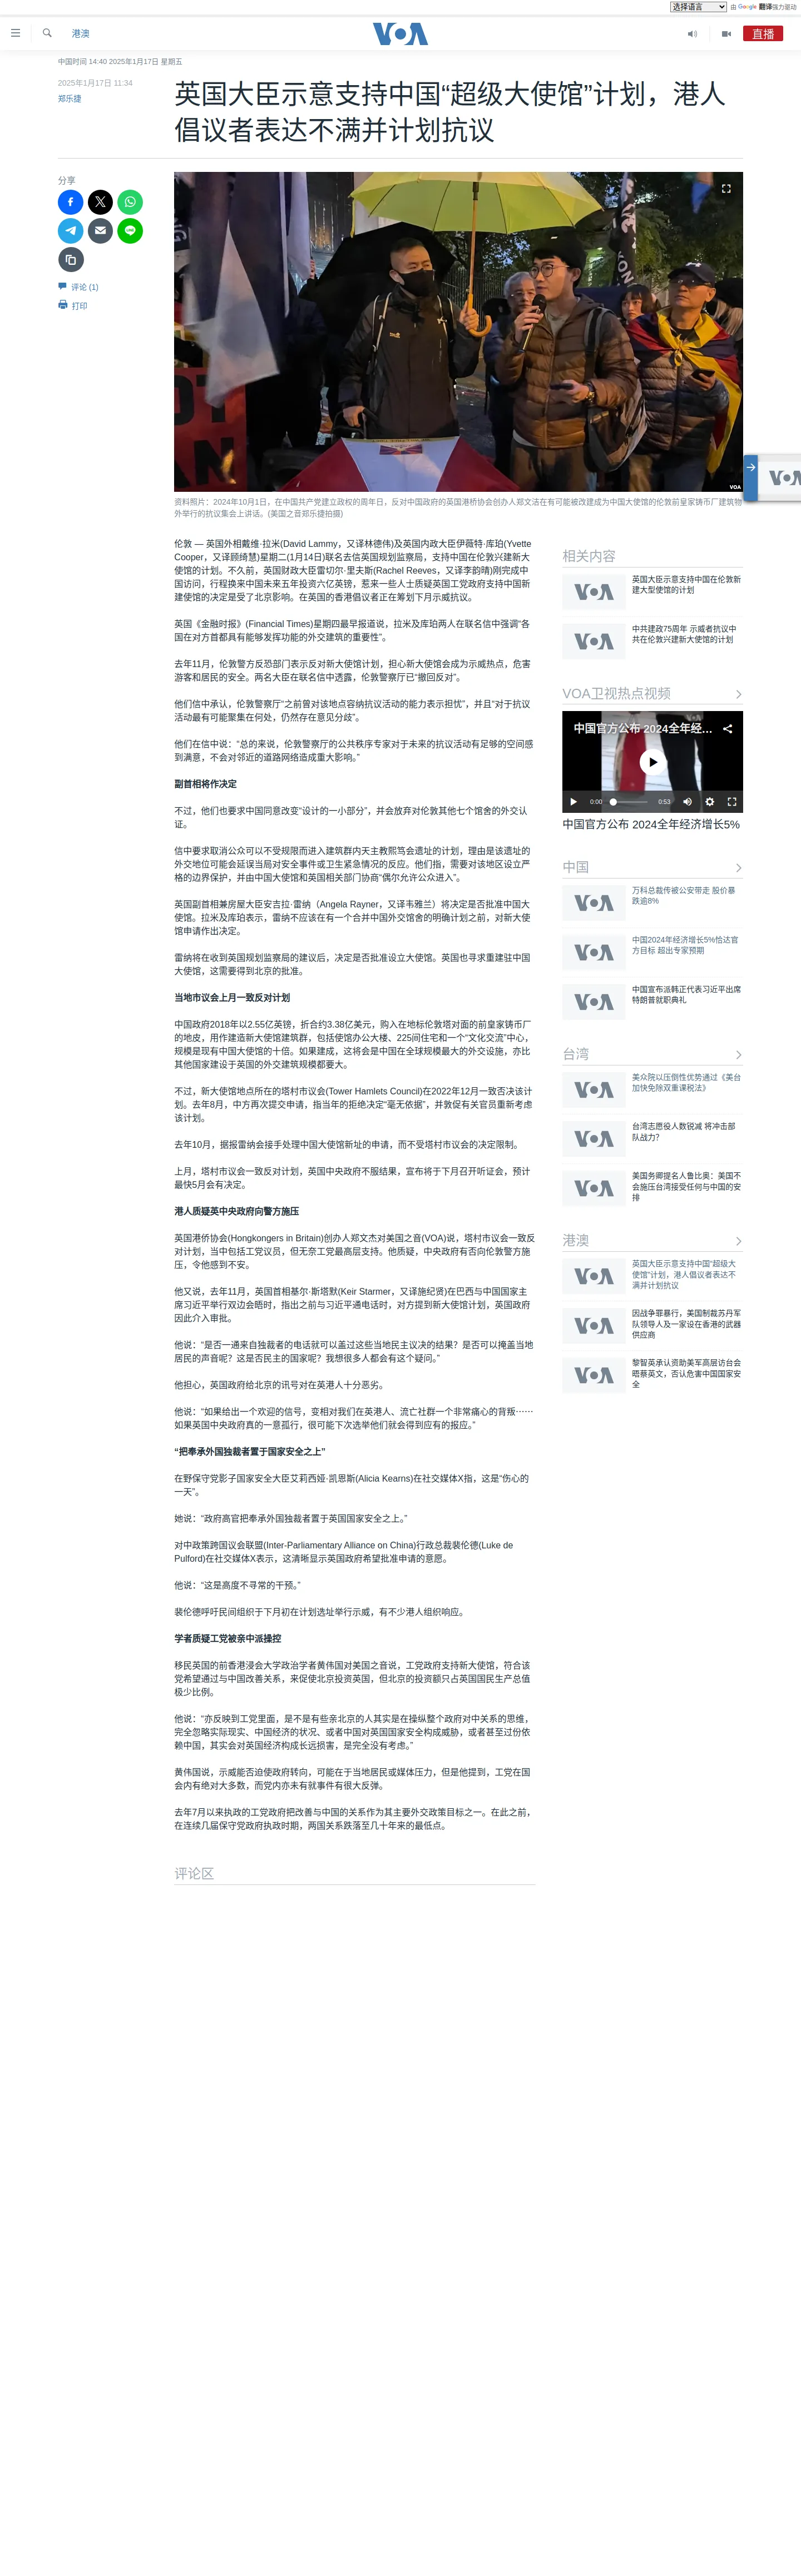 选择语言 由 Google 翻译强力驱动
港澳
VOA
直播
中国时间 14:40 2025年1月17日 星期五
2025年1月17日 11:34
郑乐捷
英国大臣示意支持中国“超级大使馆”计划，港人
倡议者表达不满并计划抗议
分享
评论 (1)
打印
VOA
资料照片：2024年10月1日，在中国共产党建立政权的周年日，反对中国政府的英国港桥协会创办人郑文沽在有可能被改建成为中国大使馆的伦敦前皇家铸币厂建筑物
外举行的抗议集会上讲话。(美国之音郑乐捷拍摄)
伦敦 — 英国外相戴维·拉米(David Lammy，又译林德伟)及英国内政大臣伊薇特·库珀(Yvette
Cooper，又译顾绮慧)星期二(1月14日)联名去信英国规划监察局，支持中国在伦敦兴建新大
使馆的计划。不久前，英国财政大臣雷切尔·里夫斯(Rachel Reeves，又译李韵晴)刚完成中
国访问，行程换来中国未来五年投资六亿英镑，惹来一些人士质疑英国工党政府支持中国新
建使馆的决定是受了北京影响。在英国的香港倡议者正在筹划下月示威抗议。
英国《金融时报》(Financial Times)星期四最早报道说，拉米及库珀两人在联名信中强调“各
国在对方首都具有能够发挥功能的外交建筑的重要性”。
去年11月，伦敦警方反恐部门表示反对新大使馆计划，担心新大使馆会成为示威热点，危害
游客和居民的安全。两名大臣在联名信中透露，伦敦警察厅已“撤回反对”。
他们信中承认，伦敦警察厅“之前曾对该地点容纳抗议活动的能力表示担忧”，并且“对于抗议
活动最有可能聚集在何处，仍然存在意见分歧”。
他们在信中说：“总的来说，伦敦警察厅的公共秩序专家对于未来的抗议活动有足够的空间感
到满意，不会对邻近的道路网络造成重大影响。”
副首相将作决定
不过，他们也要求中国同意改变“设计的一小部分”，并会放弃对伦敦其他七个馆舍的外交认
证。
信中要求取消公众可以不受规限而进入建筑群内天主教熙笃会遗址的计划，理由是该遗址的
外交地位可能会延误当局对安全事件或卫生紧急情况的反应。他们指，需要对该地区设立严
格的边界保护，并由中国大使馆和英国相关部门协商“偶尔允许公众进入”。
英国副首相兼房屋大臣安吉拉·雷纳（Angela Rayner，又译韦雅兰）将决定是否批准中国大
使馆。拉米及库珀表示，雷纳不应该在有一个合并中国外交馆舍的明确计划之前，对新大使
馆申请作出决定。
雷纳将在收到英国规划监察局的建议后，决定是否批准设立大使馆。英国也寻求重建驻中国
大使馆，这需要得到北京的批准。
当地市议会上月一致反对计划
中国政府2018年以2.55亿英镑，折合约3.38亿美元，购入在地标伦敦塔对面的前皇家铸币厂
的地皮，用作建造新大使馆建筑群，包括使馆办公大楼、225间住宅和一个“文化交流”中心，
规模是现有中国大使馆的十倍。如果建成，这将会是中国在全球规模最大的外交设施，亦比
其他国家建设于英国的外交建筑规模都要大。
不过，新大使馆地点所在的塔村市议会(Tower Hamlets Council)在2022年12月一致否决该计
划。去年8月，中方再次提交申请，指当年的拒绝决定“毫无依据”，并敦促有关官员重新考虑
该计划。
去年10月，据报雷纳会接手处理中国大使馆新址的申请，而不受塔村市议会的决定限制。
上月，塔村市议会一致反对计划，英国中央政府不服结果，宣布将于下月召开听证会，预计
最快5月会有决定。
港人质疑英中央政府向警方施压
英国港侨协会(Hongkongers in Britain)创办人郑文杰对美国之音(VOA)说，塔村市议会一致反
对计划，当中包括工党议员，但无奈工党最高层支持。他质疑，中央政府有否向伦敦警方施
压，令他感到不安。
他又说，去年11月，英国首相基尔·斯塔默(Keir Starmer，又译施纪贤)在巴西与中国国家主
席习近平举行双边会晤时，指出之前与习近平通电话时，对方提到新大使馆计划，英国政府
因此介入审批。
他说：“是否一通来自独裁者的电话就可以盖过这些当地民主议决的结果？是否可以掩盖当地
居民的声音呢？这是否民主的国家呢？我想很多人都会有这个疑问。”
他担心，英国政府给北京的讯号对在英港人十分恶劣。
他说：“如果给出一个欢迎的信号，变相对我们在英港人、流亡社群一个非常痛心的背叛⋯⋯
如果英国中央政府真的一意孤行，很可能下次选举他们就会得到应有的报应。”
“把奉承外国独裁者置于国家安全之上”
在野保守党影子国家安全大臣艾莉西娅·凯恩斯(Alicia Kearns)在社交媒体X指，这是“伤心的
一天”。
她说：“政府高官把奉承外国独裁者置于英国国家安全之上。”
对中政策跨国议会联盟(Inter-Parliamentary Alliance on China)行政总裁裴伦德(Luke de
Pulford)在社交媒体X表示，这清晰显示英国政府希望批准申请的意愿。
他说：“这是高度不寻常的干预。”
裴伦德呼吁民间组织于下月初在计划选址举行示威，有不少港人组织响应。
学者质疑工党被亲中派操控
移民英国的前香港浸会大学政治学者黄伟国对美国之音说，工党政府支持新大使馆，符合该
党希望通过与中国改善关系，来促使北京投资英国，但北京的投资额只占英国国民生产总值
极少比例。
他说：“亦反映到工党里面，是不是有些亲北京的人其实是在操纵整个政府对中关系的思维，
完全忽略实际现实、中国经济的状况、或者中国对英国国家安全构成威胁，或者甚至过份依
赖中国，其实会对英国经济构成长远损害，是完全没有考虑。”
黄伟国说，示威能否迫使政府转向，可能在于当地居民或媒体压力，但是他提到，工党在国
会内有绝对大多数，而党内亦未有就事件有很大反弹。
去年7月以来执政的工党政府把改善与中国的关系作为其主要外交政策目标之一。在此之前，
在连续几届保守党政府执政时期，两国关系跌落至几十年来的最低点。
评论区
相关内容
英国大臣示意支持中国在伦敦新
建大型使馆的计划
中共建政75周年 示威者抗议中
共在伦敦兴建新大使馆的计划
VOA卫视热点视频
中国官方公布 2024全年经…
0:00 0:53
中国官方公布 2024全年经济增长5%
中国
万科总裁传被公安带走 股价暴
跌逾8%
中国2024年经济增长5%恰达官
方目标 超出专家预期
中国宣布派韩正代表习近平出席
特朗普就职典礼
台湾
美众院以压倒性优势通过《美台
加快免除双重课税法》
台湾志愿役人数锐减 将冲击部
队战力？
美国务卿提名人鲁比奥：美国不
会施压台湾接受任何与中国的安
排
港澳
英国大臣示意支持中国“超级大
使馆”计划，港人倡议者表达不
满并计划抗议
因战争罪暴行，美国制裁苏丹军
队领导人及一家设在香港的武器
供应商
黎智英承认资助美军高层访台会
晤蔡英文，否认危害中国国家安
全